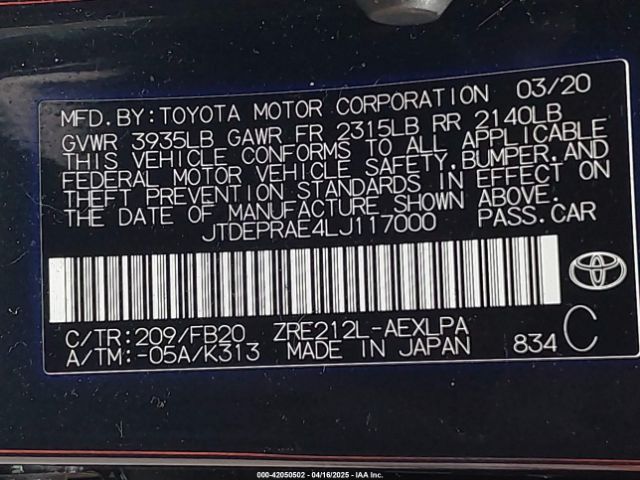 MFD. BY: TOYOTA MOTOR CORPORATION 03/20
GVWR 3935LB GAWR FR 2315LB RR 2140LB
THIS VEHICLE CONFORMS TO ALL APPLICABLE
FEDERAL MOTOR VEHICLE SAFETY, BUMPER, AND
THEFT PREVENTION STANDARDS IN EFFECT ON
THE DATE OF MANUFACTURE SHOWN ABOVE.
JTDEPRAE4LJ117000 PASS. CAR
C/TR: 209/FB20 ZRE212L-AEXLPA
A/TM: -05A/K313 MADE IN JAPAN 834 C
000-42050502 - 04/16/2025 - IAA Inc.